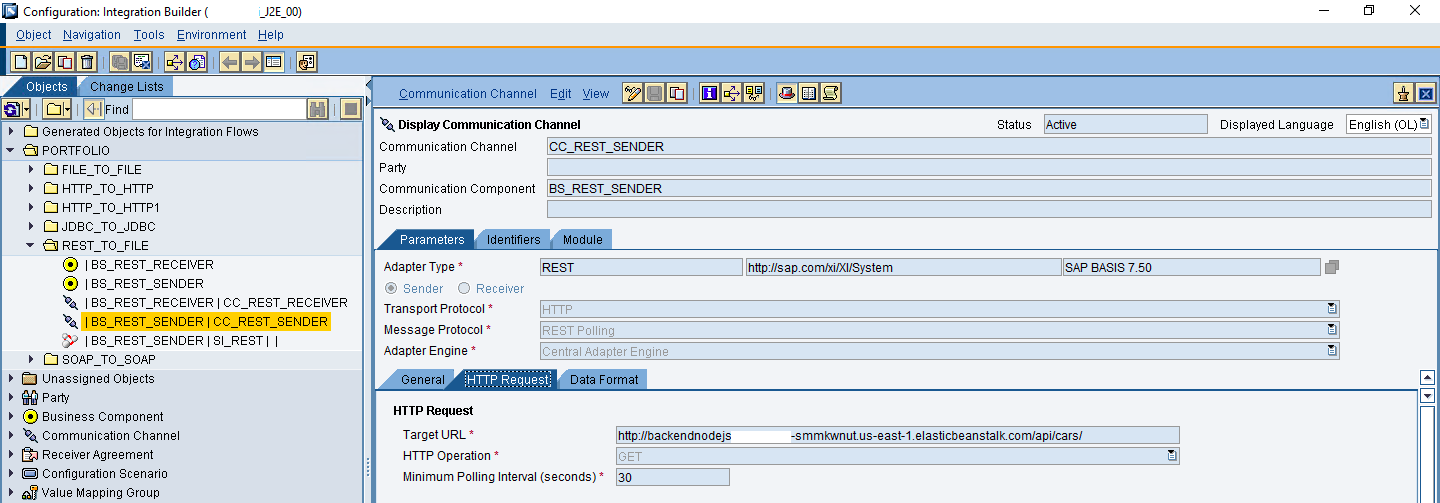 Configuration: Integration Builder ( _J2E_00)
Object Navigation Tools Environment Help
Objects Change Lists
Find
Generated Objects for Integration Flows
PORTFOLIO
FILE_TO_FILE
HTTP_TO_HTTP
HTTP_TO_HTTP1
JDBC_TO_JDBC
REST_TO_FILE
| BS_REST_RECEIVER
| BS_REST_SENDER
| BS_REST_RECEIVER | CC_REST_RECEIVER
| BS_REST_SENDER | CC_REST_SENDER
| BS_REST_SENDER | SI_REST | |
SOAP_TO_SOAP
Unassigned Objects
Party
Business Component
Communication Channel
Receiver Agreement
Configuration Scenario
Value Mapping Group
Communication Channel Edit View
Display Communication Channel Status Active Displayed Language English (OL)
Communication Channel CC_REST_SENDER
Party
Communication Component BS_REST_SENDER
Description
Parameters Identifiers Module
Adapter Type * REST http://sap.com/xi/XI/System SAP BASIS 7.50
Sender Receiver
Transport Protocol * HTTP
Message Protocol * REST Polling
Adapter Engine * Central Adapter Engine
General HTTP Request Data Format
HTTP Request
Target URL * http://backendnodejs -smmkwnut.us-east-1.elasticbeanstalk.com/api/cars/
HTTP Operation * GET
Minimum Polling Interval (seconds) * 30